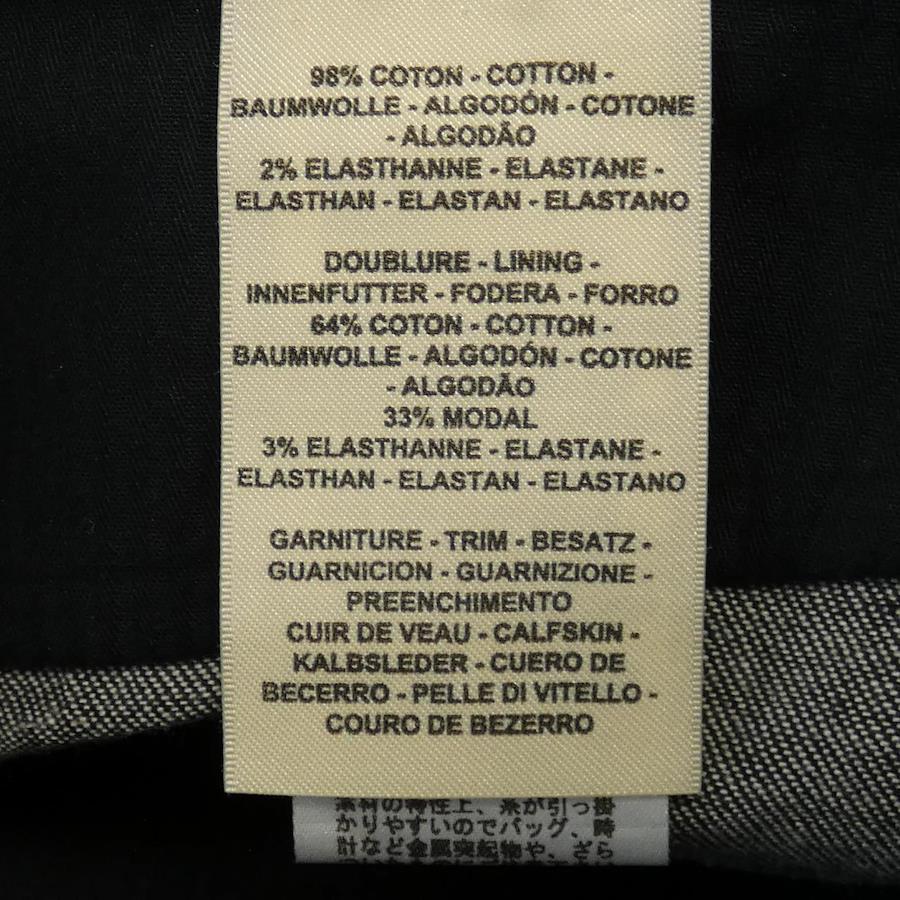 98% COTON - COTTON -
BAUMWOLLE - ALGODÓN - COTONE
- ALGODÃO
2% ELASTHANNE - ELASTANE -
ELASTHAN - ELASTAN - ELASTANO
DOUBLURE - LINING -
INNENFUTTER - FODERA - FORRO
64% COTON - COTTON -
BAUMWOLLE - ALGODÓN - COTONE
- ALGODÃO
33% MODAL
3% ELASTHANNE - ELASTANE -
ELASTHAN - ELASTAN - ELASTANO
GARNITURE - TRIM - BESATZ -
GUARNICION - GUARNIZIONE -
PREENCHIMENTO
CUIR DE VEAU - CALFSKIN -
KALBSLEDER - CUERO DE
BECERRO - PELLE DI VITELLO -
COURO DE BEZERRO
素材の特性上、糸が引っ掛
かりやすいのでバッグ、時
計など金属突起物や、ざら